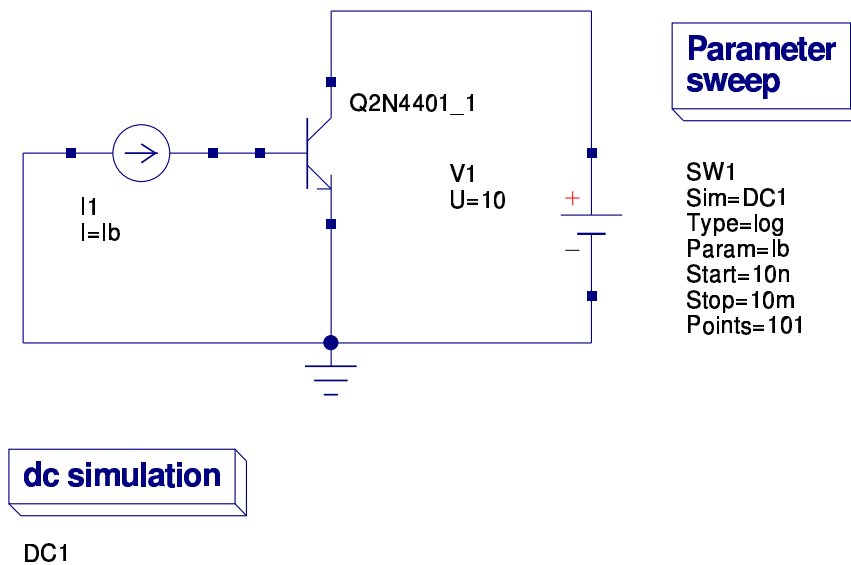 Q2N4401_1
I1
I=Ib
V1
U=10
+
–
Parameter
sweep
SW1
Sim=DC1
Type=log
Param=Ib
Start=10n
Stop=10m
Points=101
dc simulation
DC1